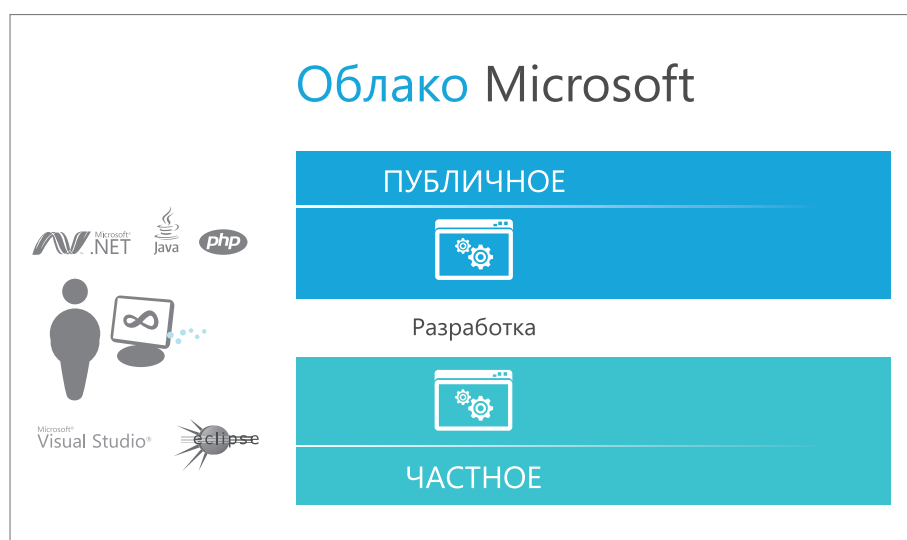 Облако Microsoft
ПУБЛИЧНОЕ
Microsoft®
.NET
Java
php
Разработка
Microsoft®
Visual Studio®
eclipse
ЧАСТНОЕ